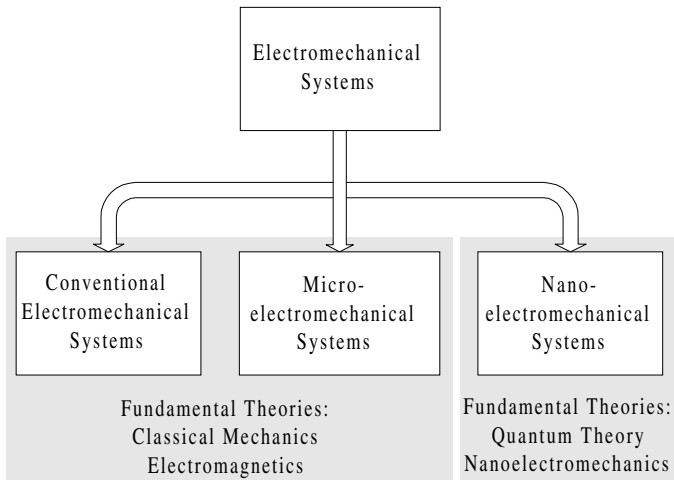 Electromechanical
Systems
Conventional
Electromechanical
Systems
Micro-
electromechanical
Systems
Nano-
electromechanical
Systems
Fundamental Theories:
Classical Mechanics
Electromagnetics
Fundamental Theories:
Quantum Theory
Nanoelectromechanics